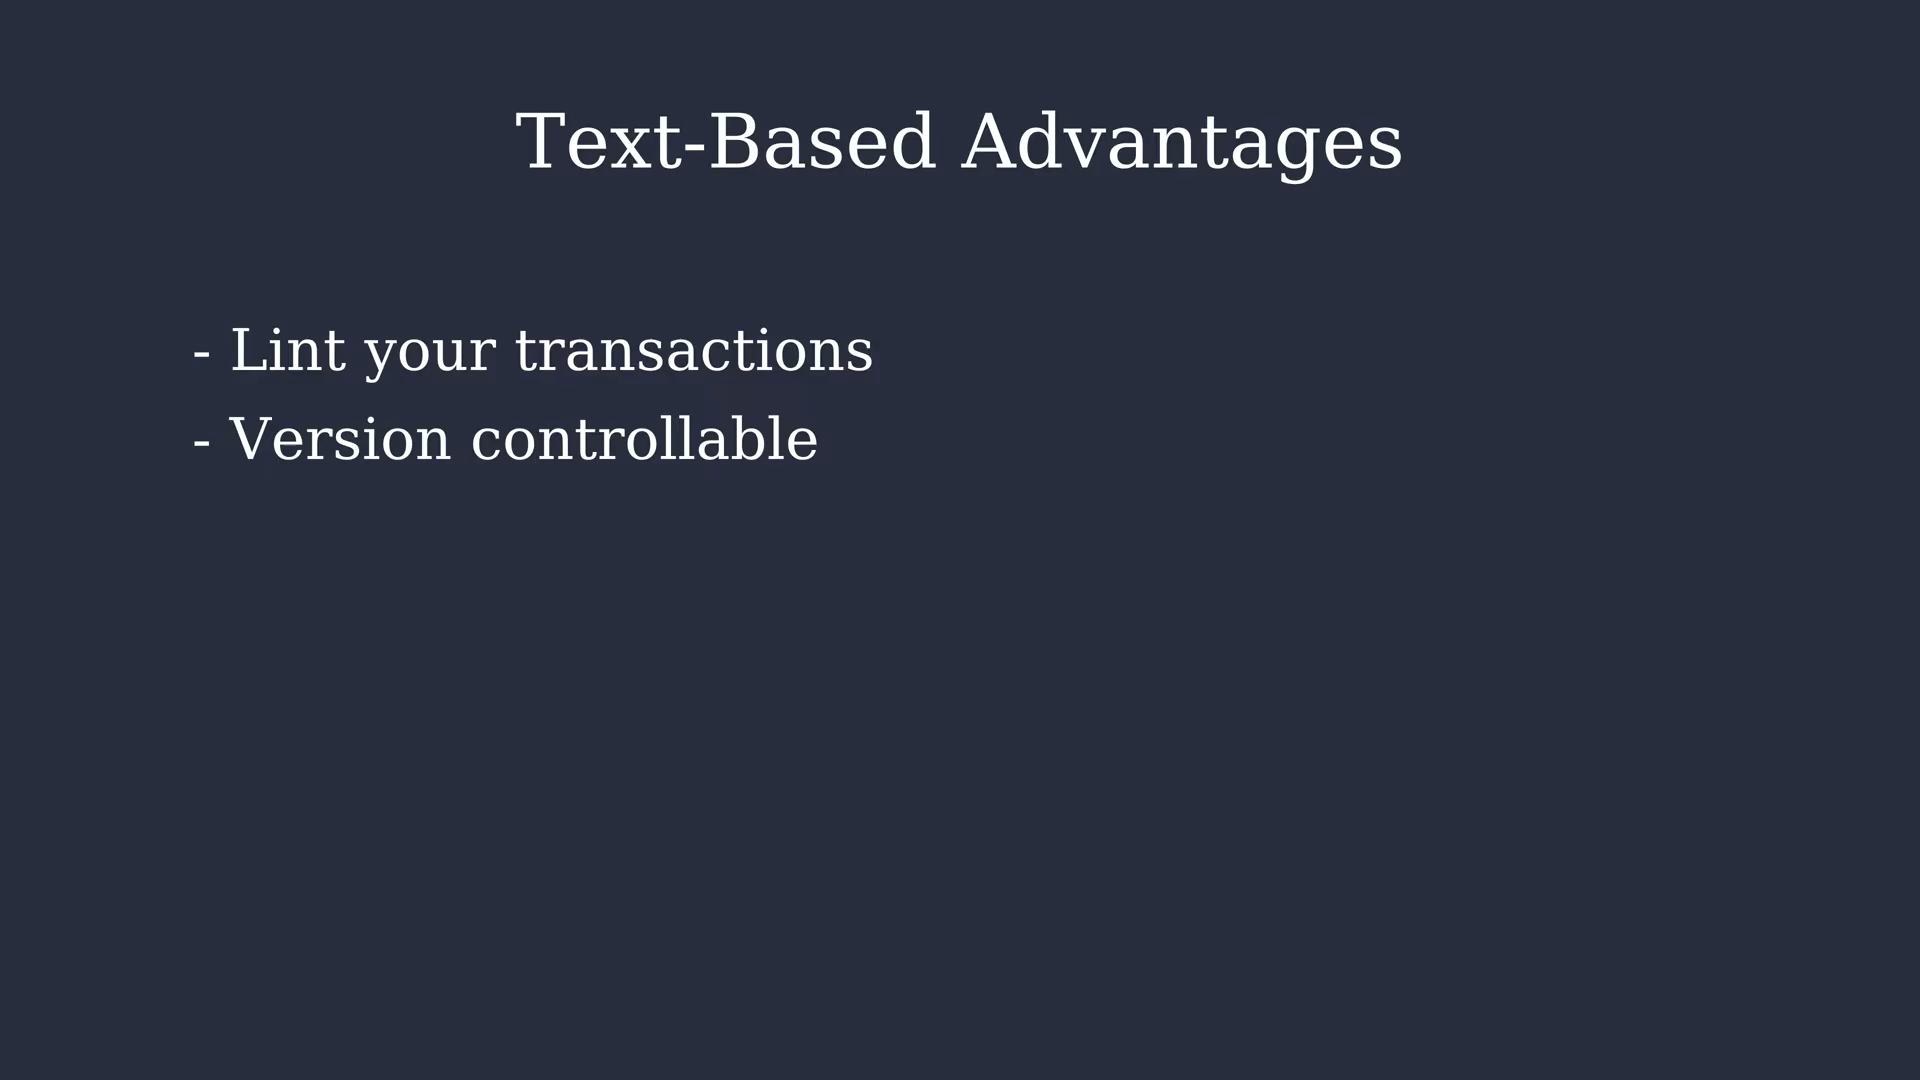 Text-Based Advantages
- Lint your transactions
- Version controllable